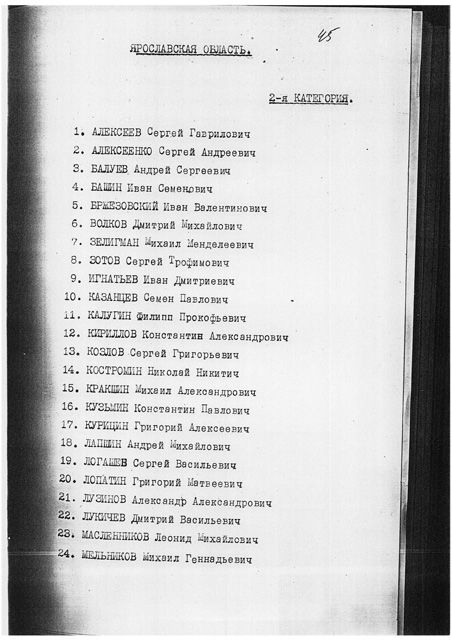 45
ЯРОСЛАВСКАЯ ОБЛАСТЬ.
2-я КАТЕГОРИЯ.
1. АЛЕКСЕЕВ Сергей Гаврилович
2. АЛЕКСЕЕНКО Сергей Андреевич
3. БАЛУЕВ Андрей Сергеевич
4. БАШИН Иван Семенович
5. БРЖЕЗОВСКИЙ Иван Валентинович
6. ВОЛКОВ Дмитрий Михайлович
7. ЗЕЛИГМАН Михаил Менделеевич
8. ЗОТОВ Сергей Трофимович
9. ИГНАТЬЕВ Иван Дмитриевич
10. КАЗАНЦЕВ Семен Павлович
11. КАЛУГИН Филипп Прокофьевич
12. КИРИЛЛОВ Константин Александрович
13. КОЗЛОВ Сергей Григорьевич
14. КОСТРОМИН Николай Никитич
15. КРАКШИН Михаил Александрович
16. КУЗЬМИН Константин Павлович
17. КУРИЦИН Григорий Алексеевич
18. ЛАПШИН Андрей Михайлович
19. ЛОГАШЕВ Сергей Васильевич
20. ЛОПАТИН Григорий Матвеевич
21. ЛУЗИНОВ Александр Александрович
22. ЛУКИЧЕВ Дмитрий Васильевич
23. МАСЛЕННИКОВ Леонид Михайлович
24. МЕЛЬНИКОВ Михаил Геннадьевич